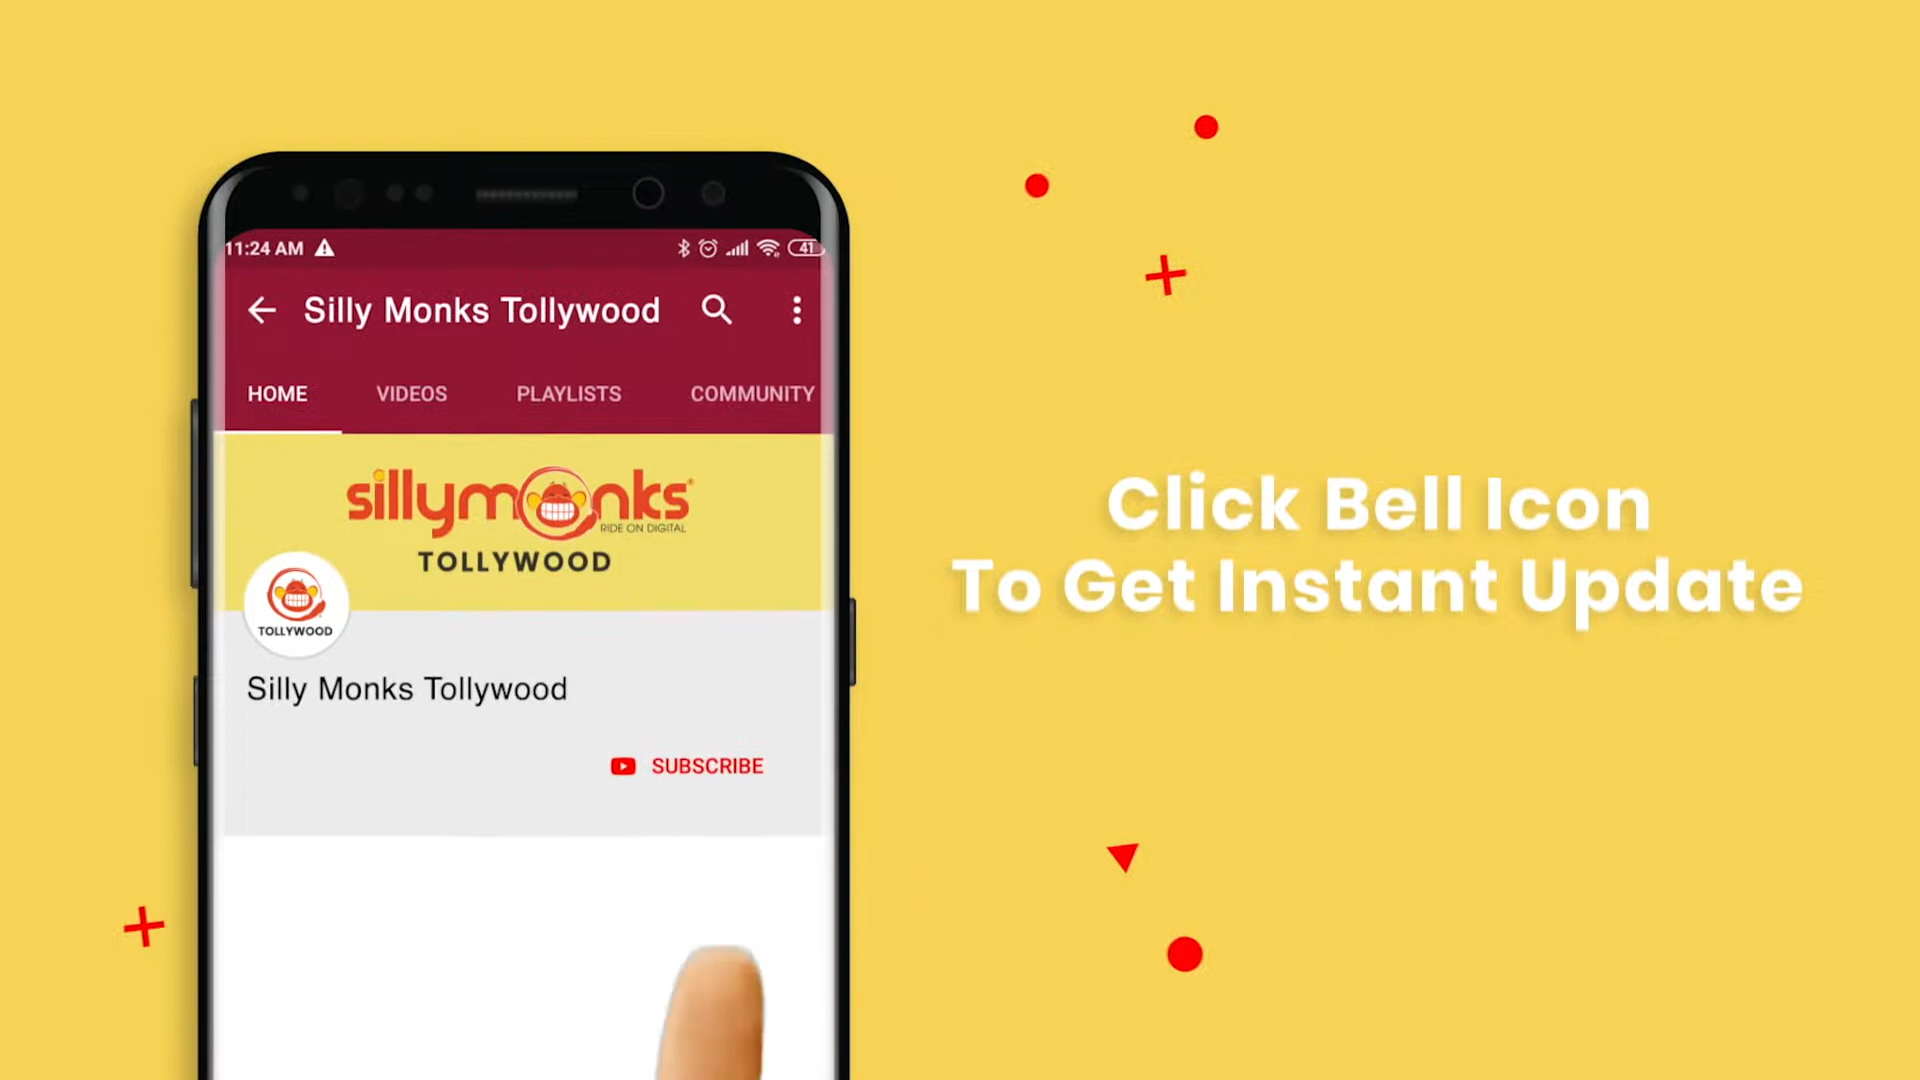 11:24 AM
41
Silly Monks Tollywood
HOME VIDEOS PLAYLISTS COMMUNITY
sillymonks®
RIDE ON DIGITAL
TOLLYWOOD
TOLLYWOOD
Silly Monks Tollywood
SUBSCRIBE
Click Bell Icon
To Get Instant Update